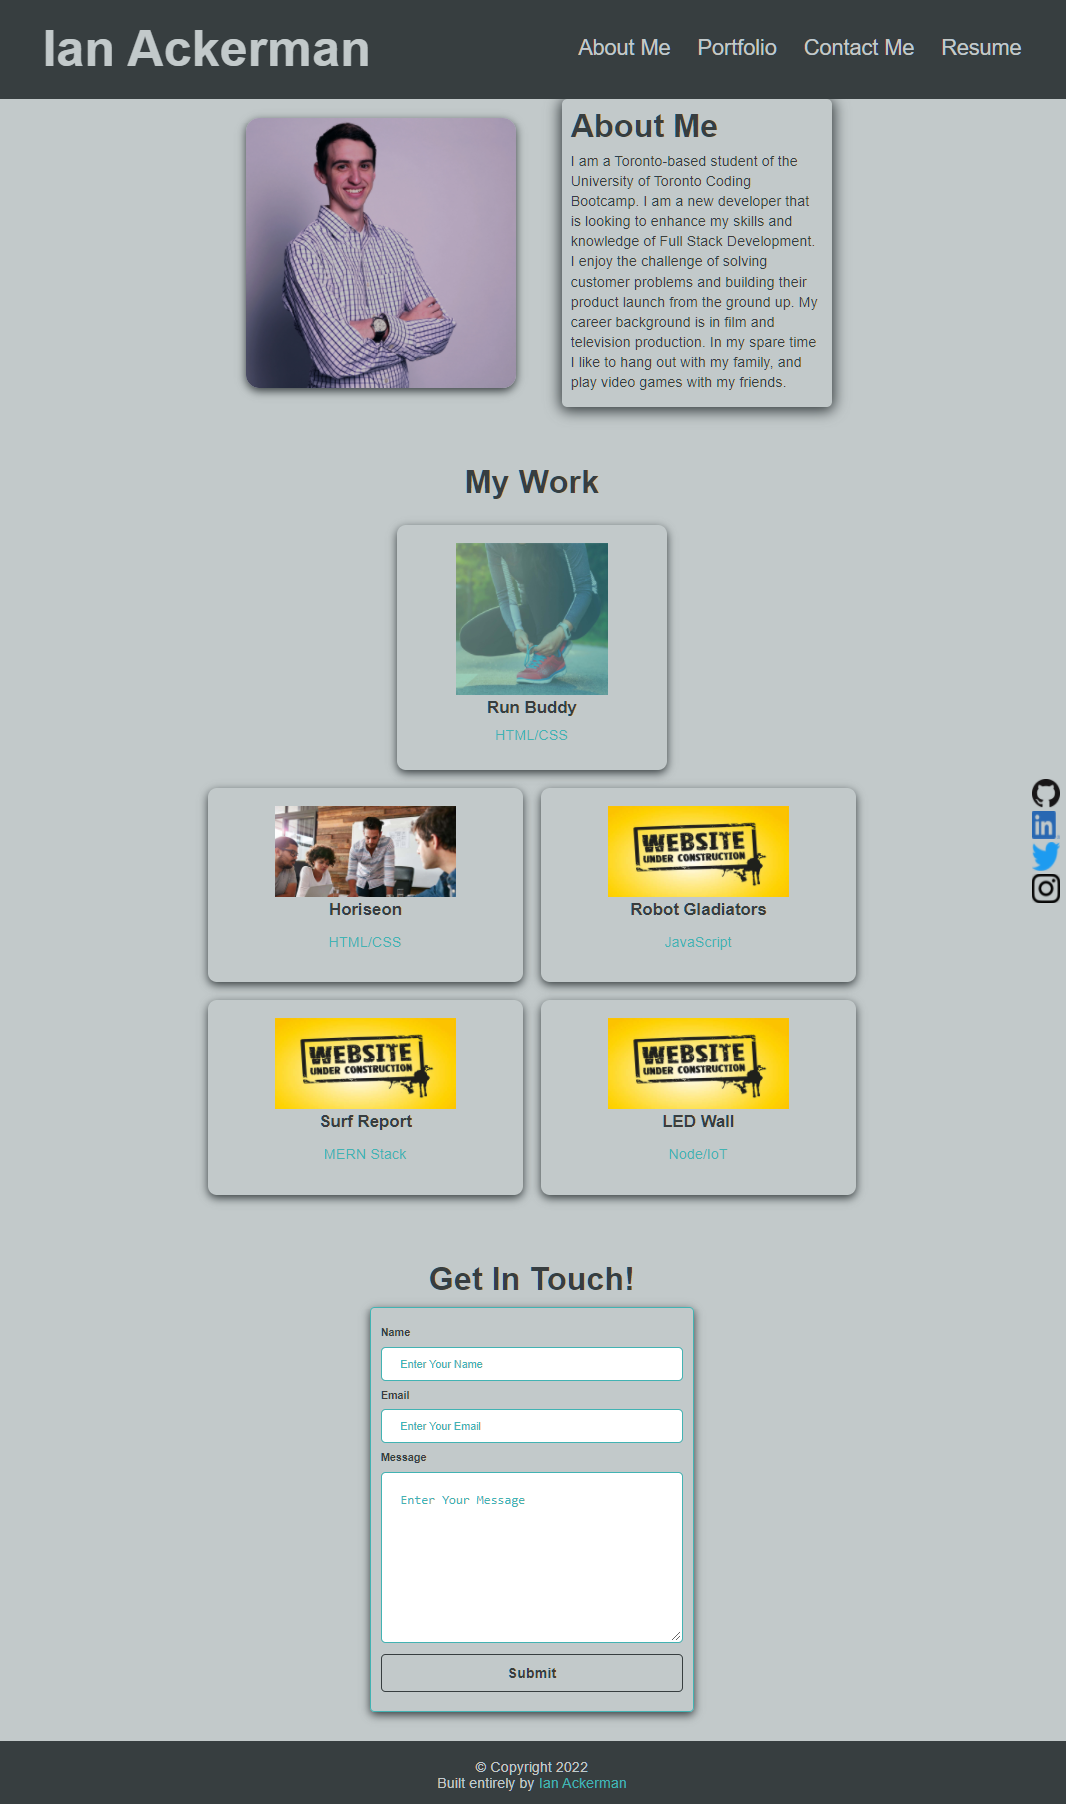 Ian Ackerman
About Me
Portfolio
Contact Me
Resume
About Me
I am a Toronto-based student of the
University of Toronto Coding
Bootcamp. I am a new developer that
is looking to enhance my skills and
knowledge of Full Stack Development.
I enjoy the challenge of solving
customer problems and building their
product launch from the ground up. My
career background is in film and
television production. In my spare time
I like to hang out with my family, and
play video games with my friends.
My Work
Run Buddy
HTML/CSS
Horiseon
HTML/CSS
WEBSITE
UNDER CONSTRUCTION
Robot Gladiators
JavaScript
WEBSITE
UNDER CONSTRUCTION
Surf Report
MERN Stack
WEBSITE
UNDER CONSTRUCTION
LED Wall
Node/IoT
in
Get In Touch!
Name
Enter Your Name
Email
Enter Your Email
Message
Enter Your Message
Submit
© Copyright 2022
Built entirely by Ian Ackerman